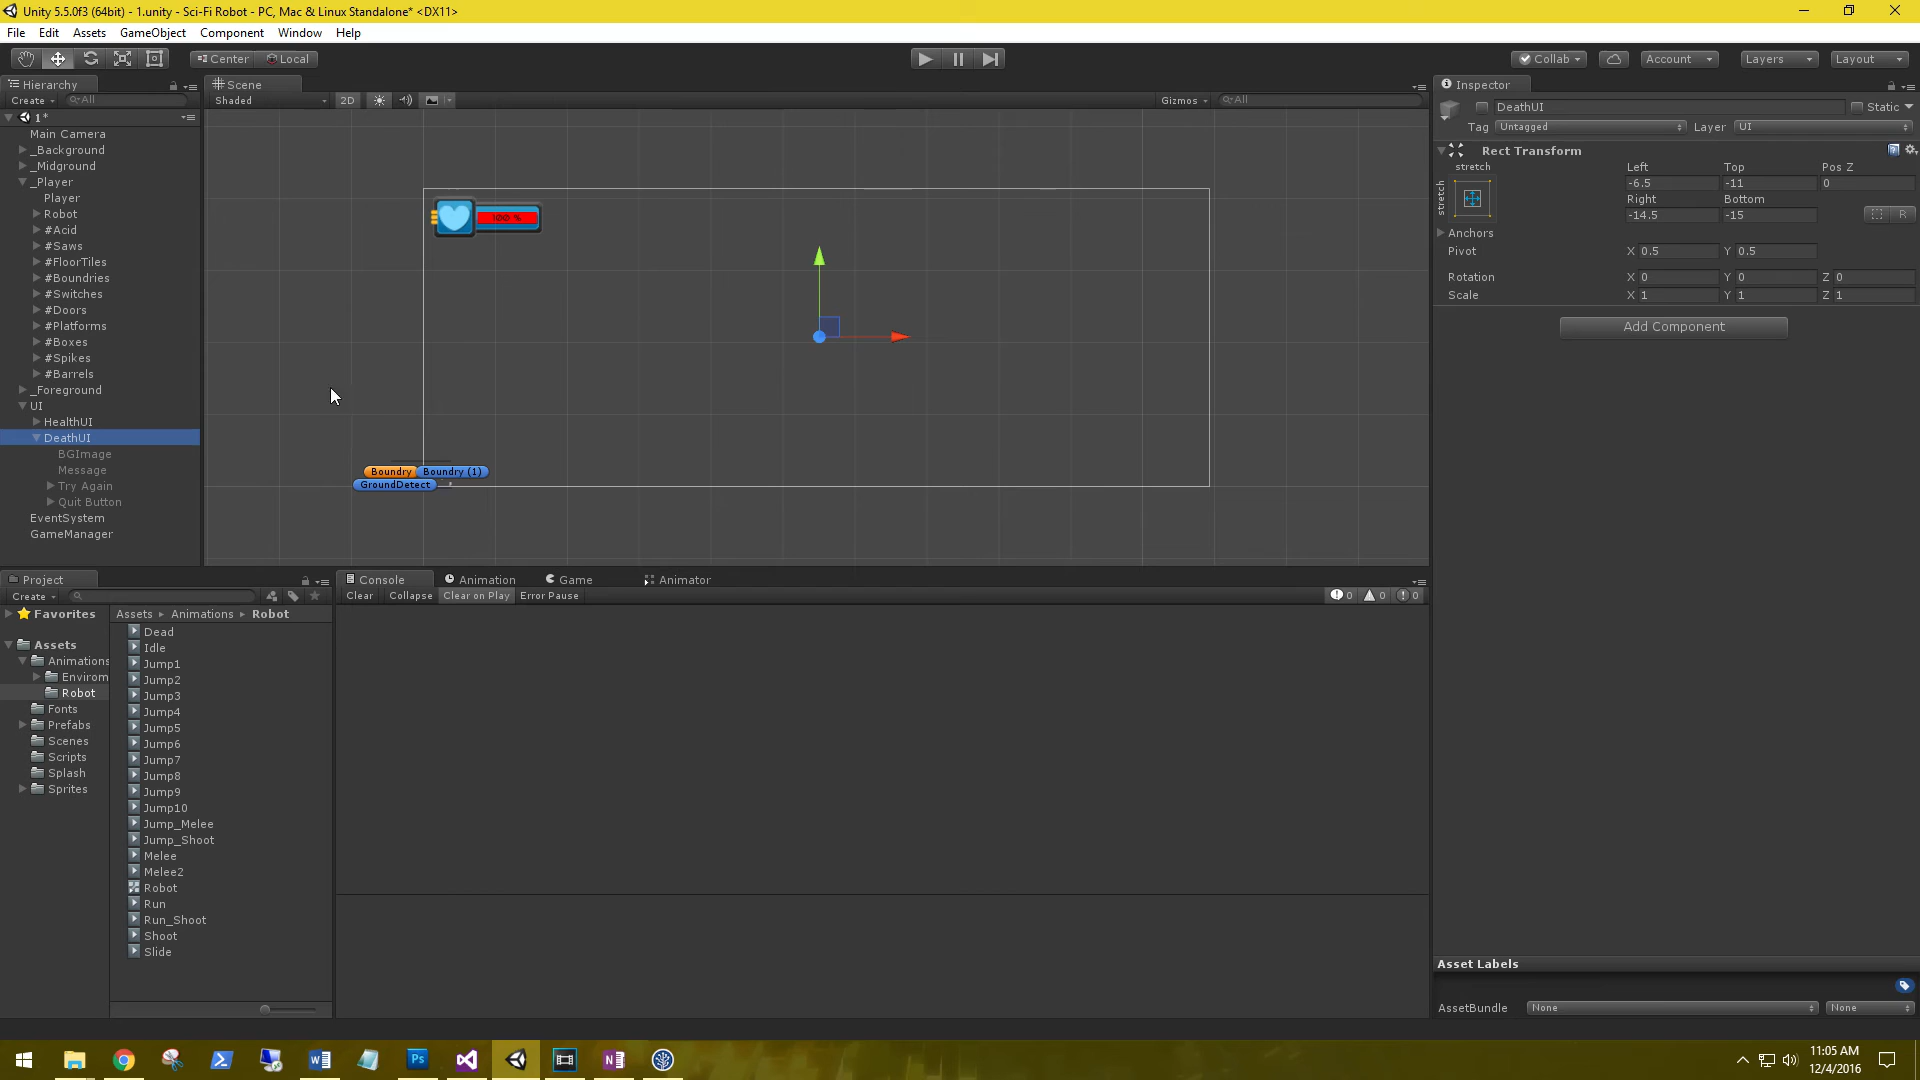 Unity 5.5.0f3 (64bit) - 1.unity - Sci-Fi Robot - PC, Mac & Linux Standalone* <DX11>
File Edit Assets GameObject Component Window Help
Center Local Collab Account Layers Layout
Hierarchy
Create All
1*
Main Camera
_Background
_Midground
_Player
Player
Robot
#Acid
#Saws
#FloorTiles
#Boundries
#Switches
#Doors
#Platforms
#Boxes
#Spikes
#Barrels
_Foreground
UI
HealthUI
DeathUI
BGImage
Message
Try Again
Quit Button
EventSystem
GameManager
Scene
Shaded 2D Gizmos All
100 %
Boundry Boundry (1)
GroundDetect
Inspector
DeathUI Static
Tag Untagged Layer UI
Rect Transform
stretch Left Top Pos Z
stretch -6.5 -11 0
Right Bottom
-14.5 -15 R
Anchors
Pivot X 0.5 Y 0.5
Rotation X 0 Y 0 Z 0
Scale X 1 Y 1 Z 1
Add Component
Asset Labels
AssetBundle None None
Project
Create
Favorites
Assets
Animations
Environ
Robot
Fonts
Prefabs
Scenes
Scripts
Splash
Sprites
Assets Animations Robot
Dead
Idle
Jump1
Jump2
Jump3
Jump4
Jump5
Jump6
Jump7
Jump8
Jump9
Jump10
Jump_Melee
Jump_Shoot
Melee
Melee2
Robot
Run
Run_Shoot
Shoot
Slide
Console Animation Game Animator
Clear Collapse Clear on Play Error Pause 0 0 0
11:05 AM
12/4/2016